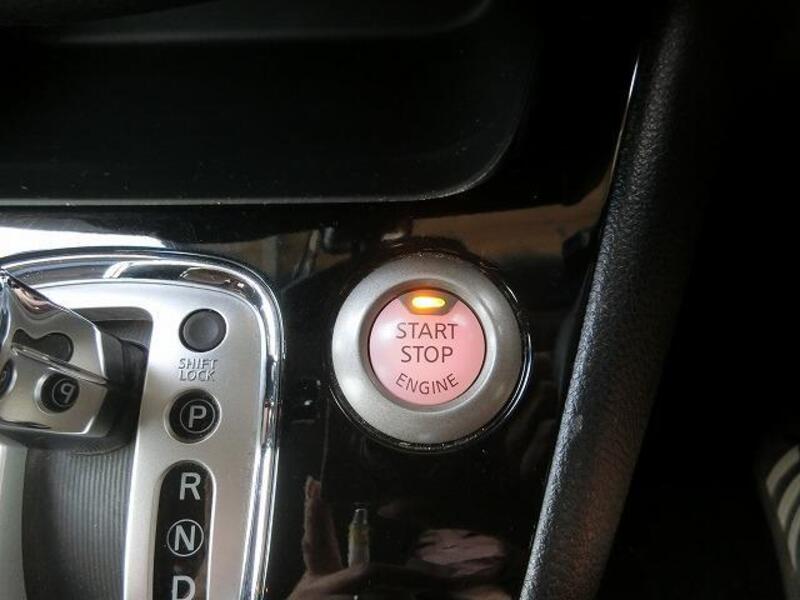 START
STOP
ENGINE
SHIFT
LOCK
P
P
R
N
D